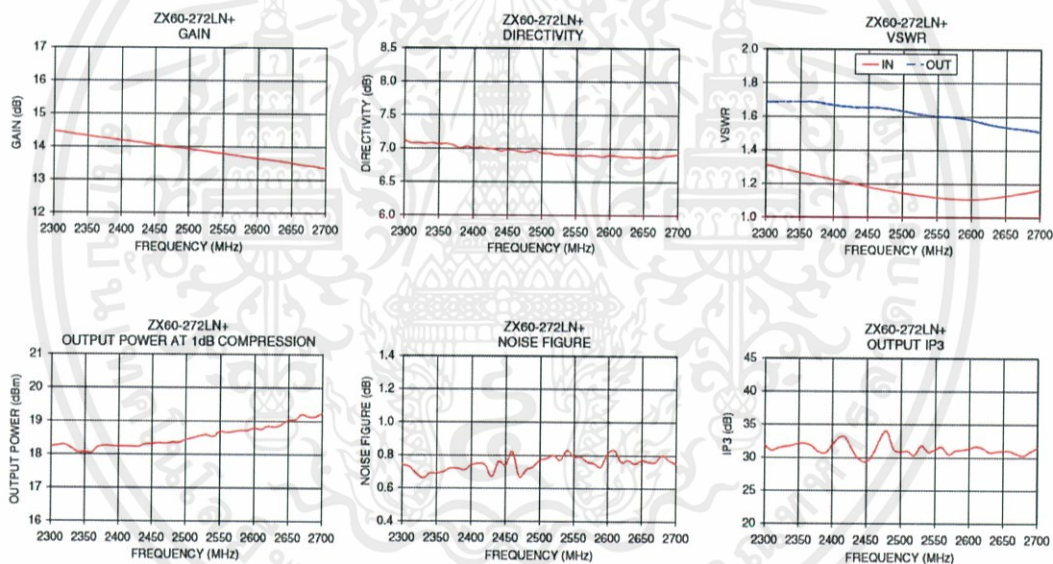 ZX60-272LN+
GAIN
17
16
15
14
13
12
GAIN (dB)
2300 2350 2400 2450 2500 2550 2600 2650 2700
FREQUENCY (MHz)
ZX60-272LN+
DIRECTIVITY
8.5
8.0
7.5
7.0
6.5
6.0
DIRECTIVITY (dB)
2300 2350 2400 2450 2500 2550 2600 2650 2700
FREQUENCY (MHz)
ZX60-272LN+
VSWR
IN OUT
2.0
1.8
1.6
1.4
1.2
1.0
VSWR
2300 2350 2400 2450 2500 2550 2600 2650 2700
FREQUENCY (MHz)
ZX60-272LN+
OUTPUT POWER AT 1dB COMPRESSION
21
20
19
18
17
16
OUTPUT POWER (dBm)
2300 2350 2400 2450 2500 2550 2600 2650 2700
FREQUENCY (MHz)
ZX60-272LN+
NOISE FIGURE
1.4
1.2
1.0
0.8
0.6
0.4
NOISE FIGURE (dB)
2300 2350 2400 2450 2500 2550 2600 2650 2700
FREQUENCY (MHz)
ZX60-272LN+
OUTPUT IP3
45
40
35
30
25
20
IP3 (dB)
2300 2350 2400 2450 2500 2550 2600 2650 2700
FREQUENCY (MHz)